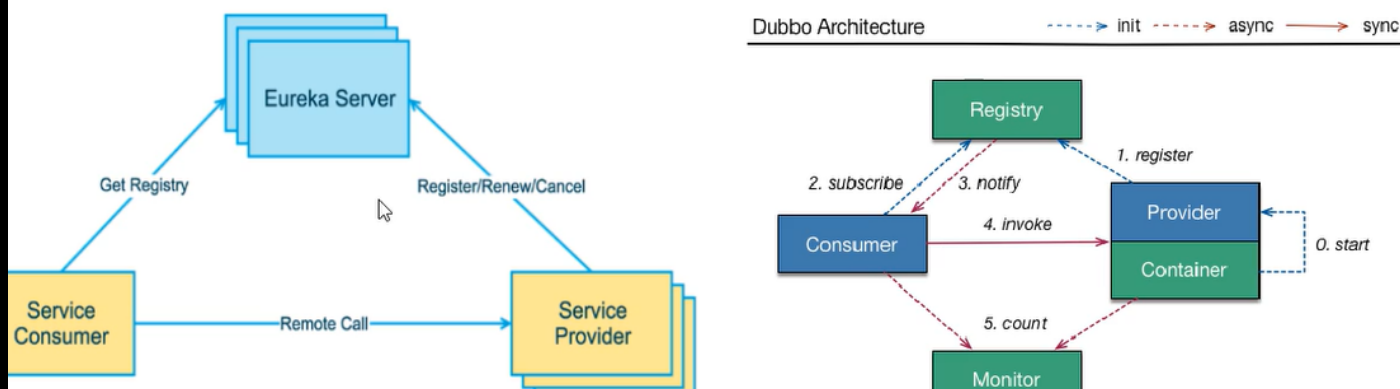 Eureka Server
Get Registry
Register/Renew/Cancel
Service
Consumer
Remote Call
Service
Provider
Dubbo Architecture
init
async
sync
Registry
1. register
2. subscribe
3. notify
Provider
4. invoke
Consumer
0. start
Container
5. count
Monitor